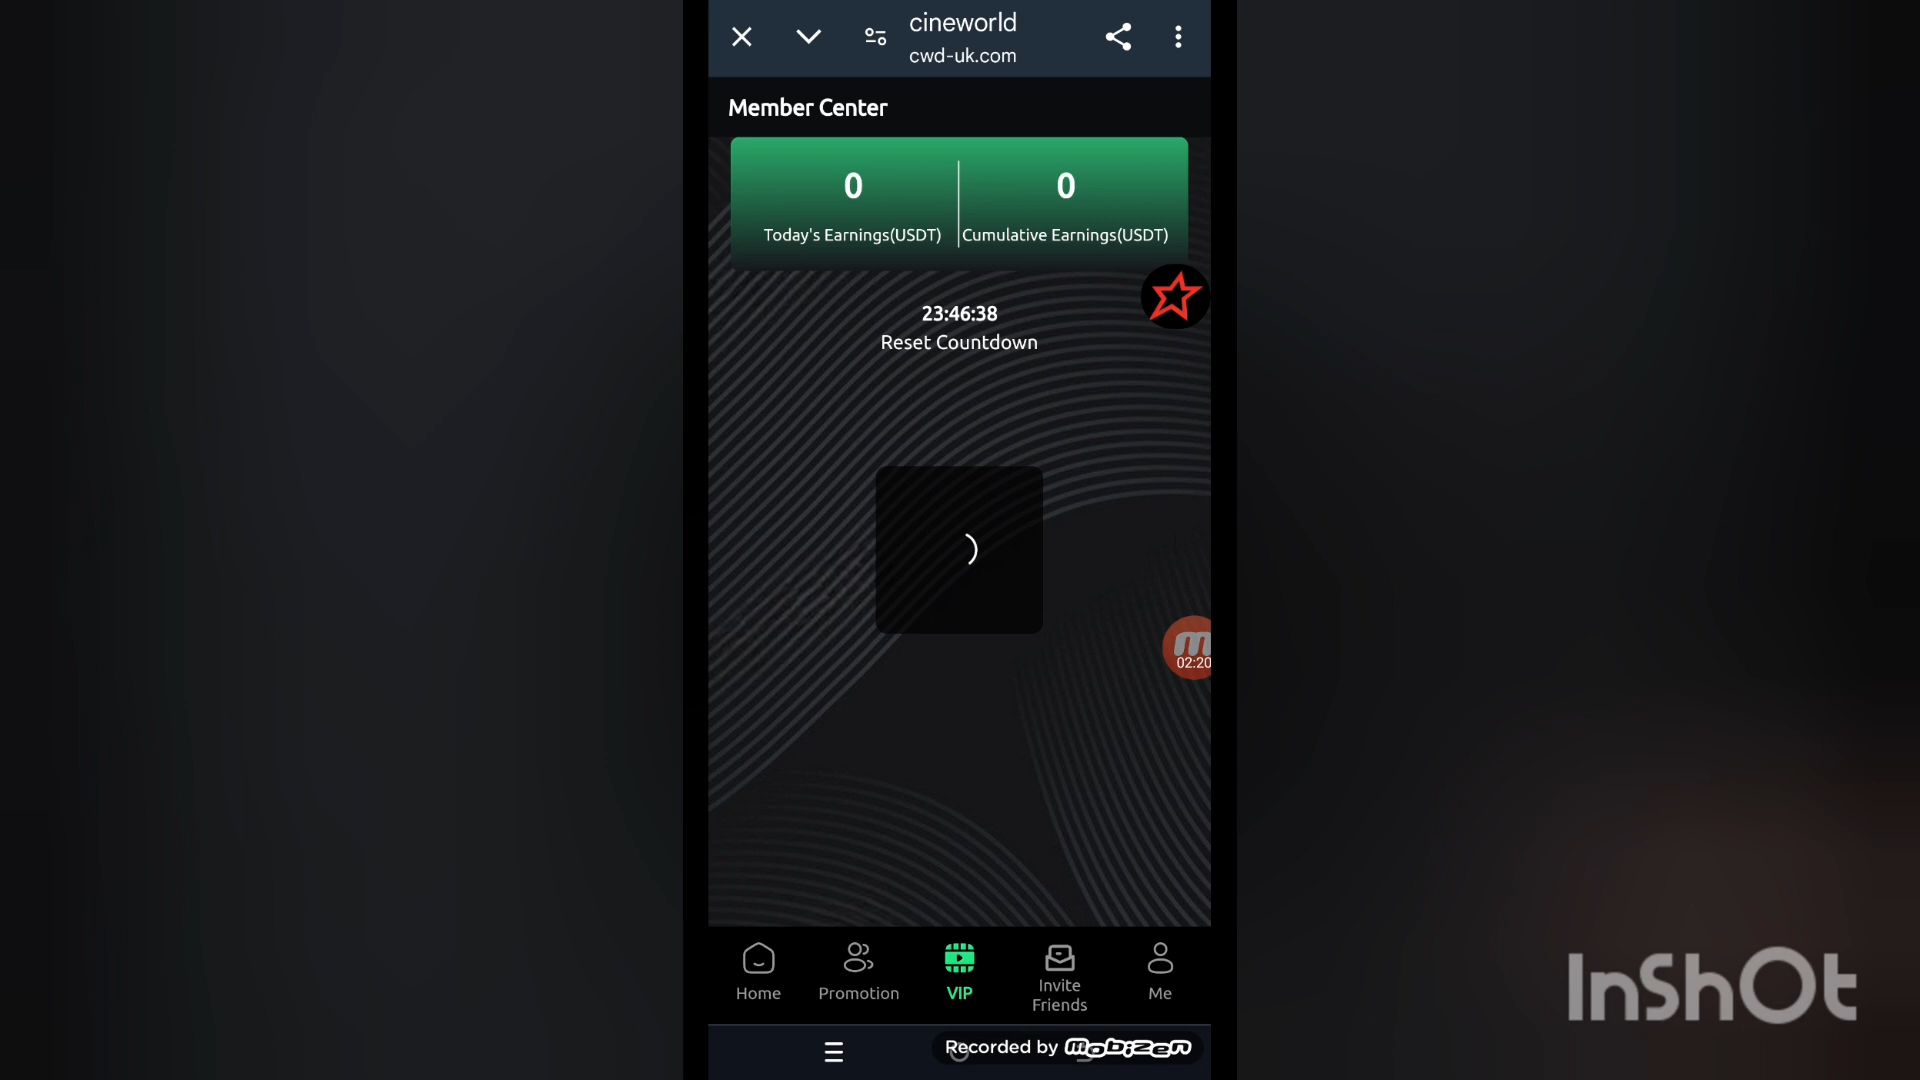 cineworld
cwd-uk.com
Member Center
0
0
Today's Earnings(USDT)
Cumulative Earnings(USDT)
23:46:38
Reset Countdown
02:20
Home
Promotion
VIP
Invite
Friends
Me
Recorded by mobizen
InShOt